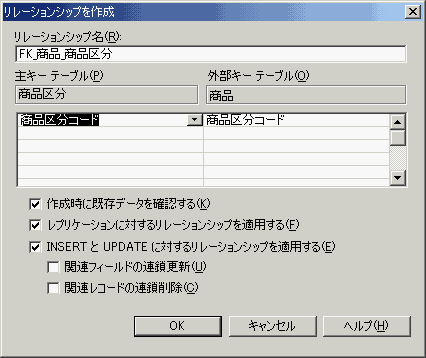 リレーションシップを作成
リレーションシップ名(R):
FK_商品_商品区分
主キー テーブル(P) 外部キー テーブル(O)
商品区分 商品
商品区分コード 商品区分コード
作成時に既存データを確認する(K)
レプリケーションに対するリレーションシップを適用する(F)
INSERT と UPDATE に対するリレーションシップを適用する(E)
関連フィールドの連鎖更新(U)
関連レコードの連鎖削除(C)
OK キャンセル ヘルプ(H)